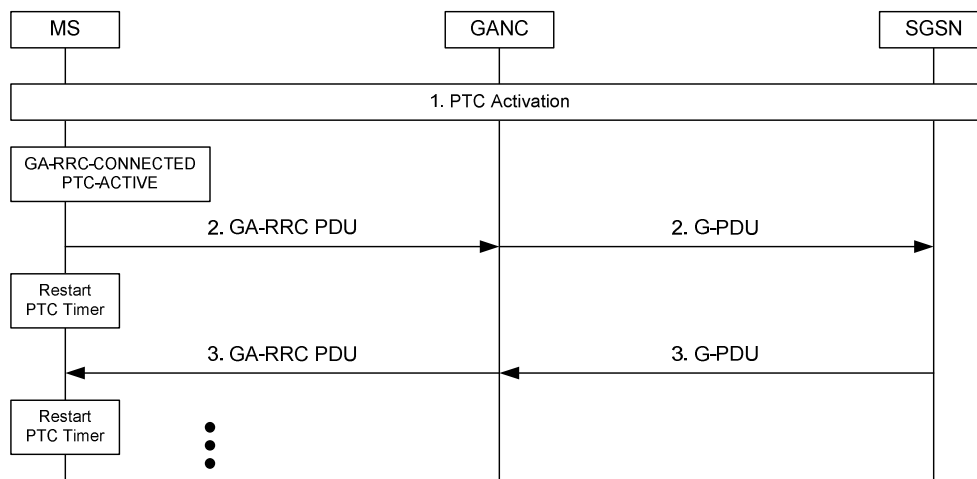 MS
GANC
SGSN
1. PTC Activation
GA-RRC-CONNECTED
PTC-ACTIVE
2. GA-RRC PDU
2. G-PDU
Restart
PTC Timer
3. GA-RRC PDU
3. G-PDU
Restart
PTC Timer